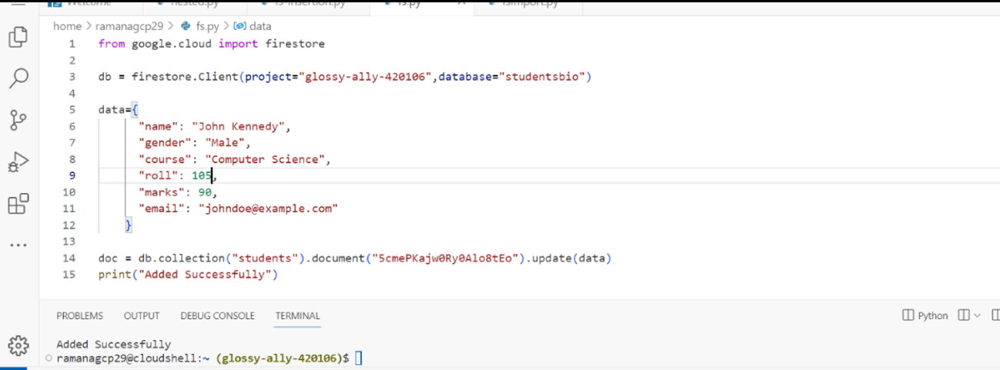 Welcome nested.py fs-insertion.py fs.py fsimport.py
home > ramanagcp29 > fs.py > data
1 from google.cloud import firestore
2
3 db = firestore.Client(project="glossy-ally-420106",database="studentsbio")
4
5 data={
6 "name": "John Kennedy",
7 "gender": "Male",
8 "course": "Computer Science",
9 "roll": 105,
10 "marks": 90,
11 "email": "johndoe@example.com"
12 }
13
14 doc = db.collection("students").document("5cmePKajw0Ry0Alo8tEo").update(data)
15 print("Added Successfully")
PROBLEMS OUTPUT DEBUG CONSOLE TERMINAL Python
Added Successfully
ramanagcp29@cloudshell:~ (glossy-ally-420106)$